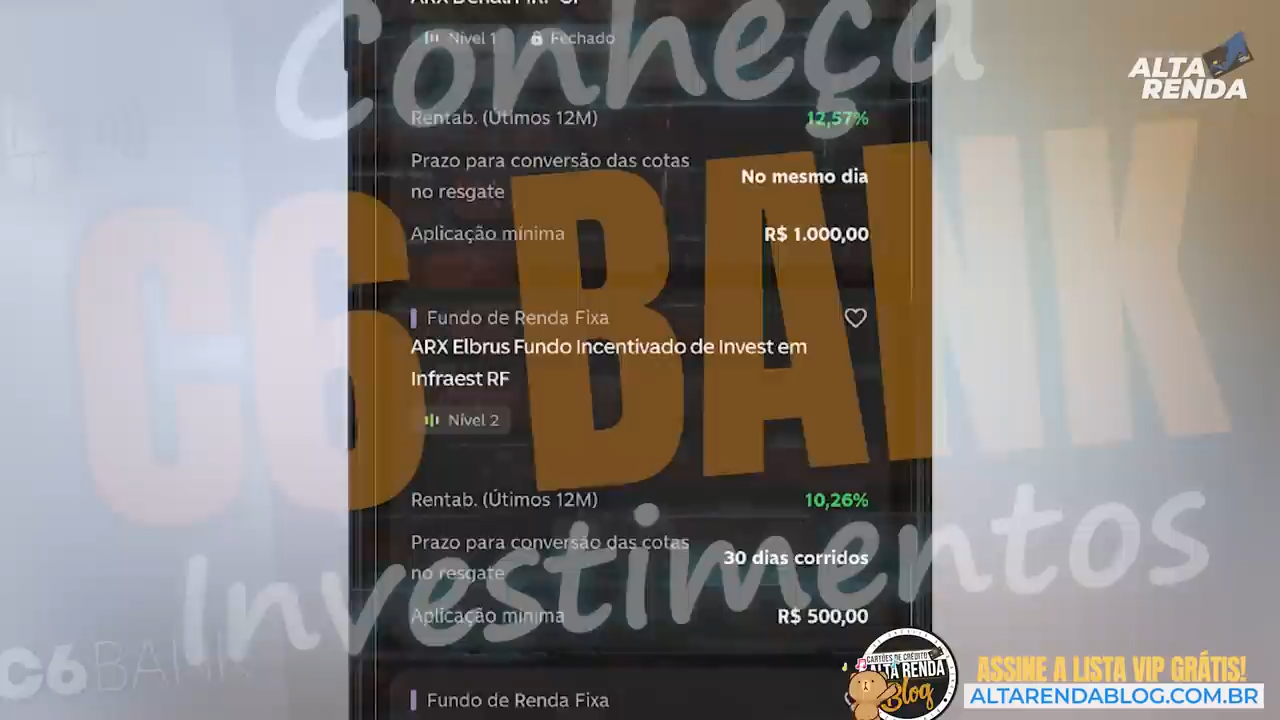 Conheça
C6 BANK
Investimentos
Nível 1
Fechado
Rentab. (Útimos 12M)
12,57%
Prazo para conversão das cotas
no resgate
No mesmo dia
Aplicação mínima
R$ 1.000,00
Fundo de Renda Fixa
ARX Elbrus Fundo Incentivado de Invest em
Infraest RF
Nível 2
Rentab. (Útimos 12M)
10,26%
Prazo para conversão das cotas
no resgate
30 dias corridos
Aplicação mínima
R$ 500,00
Fundo de Renda Fixa
ALTA
RENDA
C6BA
CARTÕES DE CRÉDITO
ALTA RENDA
Blog
ASSINE A LISTA VIP GRÁTIS!
ALTARENDABLOG.COM.BR